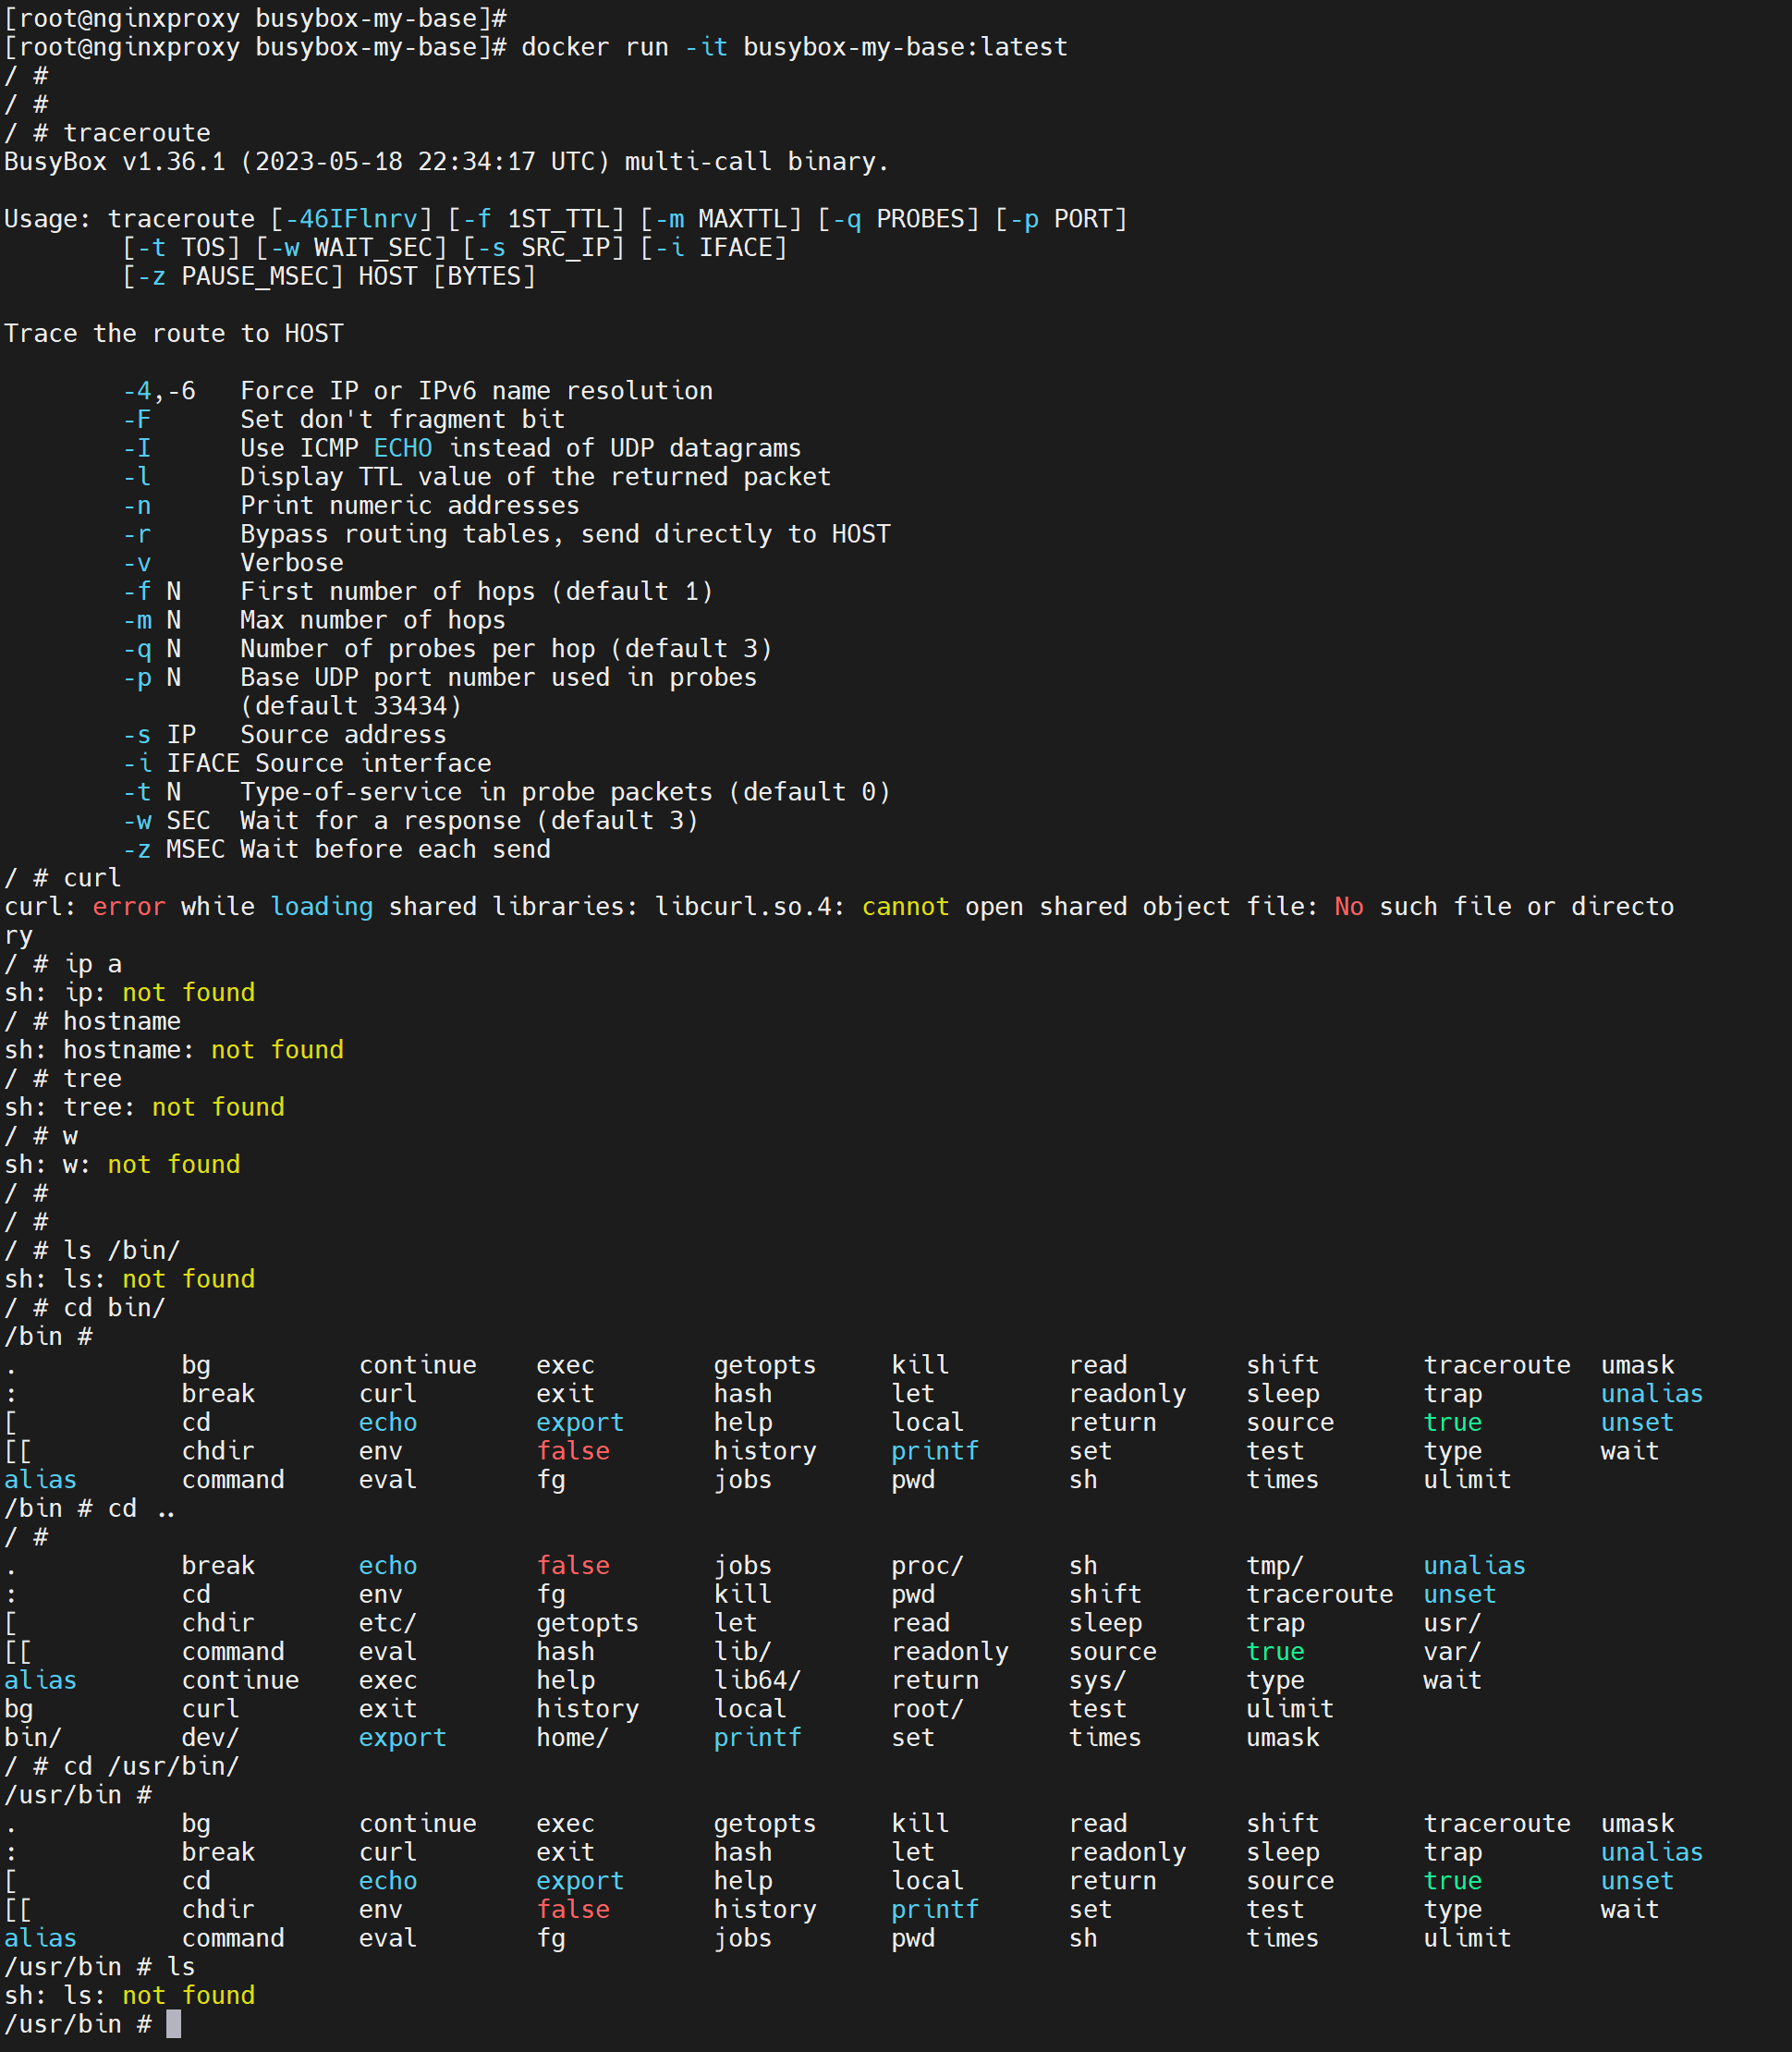 [root@nginxproxy busybox-my-base]#
[root@nginxproxy busybox-my-base]# docker run -it busybox-my-base:latest
/ #
/ #
/ # traceroute
BusyBox v1.36.1 (2023-05-18 22:34:17 UTC) multi-call binary.

Usage: traceroute [-46IFlnrv] [-f 1ST_TTL] [-m MAXTTL] [-q PROBES] [-p PORT]
        [-t TOS] [-w WAIT_SEC] [-s SRC_IP] [-i IFACE]
        [-z PAUSE_MSEC] HOST [BYTES]

Trace the route to HOST

        -4,-6   Force IP or IPv6 name resolution
        -F      Set don't fragment bit
        -I      Use ICMP ECHO instead of UDP datagrams
        -l      Display TTL value of the returned packet
        -n      Print numeric addresses
        -r      Bypass routing tables, send directly to HOST
        -v      Verbose
        -f N    First number of hops (default 1)
        -m N    Max number of hops
        -q N    Number of probes per hop (default 3)
        -p N    Base UDP port number used in probes
                (default 33434)
        -s IP   Source address
        -i IFACE Source interface
        -t N    Type-of-service in probe packets (default 0)
        -w SEC  Wait for a response (default 3)
        -z MSEC Wait before each send
/ # curl
curl: error while loading shared libraries: libcurl.so.4: cannot open shared object file: No such file or directo
ry
/ # ip a
sh: ip: not found
/ # hostname
sh: hostname: not found
/ # tree
sh: tree: not found
/ # w
sh: w: not found
/ #
/ #
/ # ls /bin/
sh: ls: not found
/ # cd bin/
/bin #
.           bg          continue    exec        getopts     kill        read        shift       traceroute  umask
:           break       curl        exit        hash        let         readonly    sleep       trap        unalias
[           cd          echo        export      help        local       return      source      true        unset
[[          chdir       env         false       history     printf      set         test        type        wait
alias       command     eval        fg          jobs        pwd         sh          times       ulimit
/bin # cd ..
/ #
.           break       echo        false       jobs        proc/       sh          tmp/        unalias
:           cd          env         fg          kill        pwd         shift       traceroute  unset
[           chdir       etc/        getopts     let         read        sleep       trap        usr/
[[          command     eval        hash        lib/        readonly    source      true        var/
alias       continue    exec        help        lib64/      return      sys/        type        wait
bg          curl        exit        history     local       root/       test        ulimit
bin/        dev/        export      home/       printf      set         times       umask
/ # cd /usr/bin/
/usr/bin #
.           bg          continue    exec        getopts     kill        read        shift       traceroute  umask
:           break       curl        exit        hash        let         readonly    sleep       trap        unalias
[           cd          echo        export      help        local       return      source      true        unset
[[          chdir       env         false       history     printf      set         test        type        wait
alias       command     eval        fg          jobs        pwd         sh          times       ulimit
/usr/bin # ls
sh: ls: not found
/usr/bin #